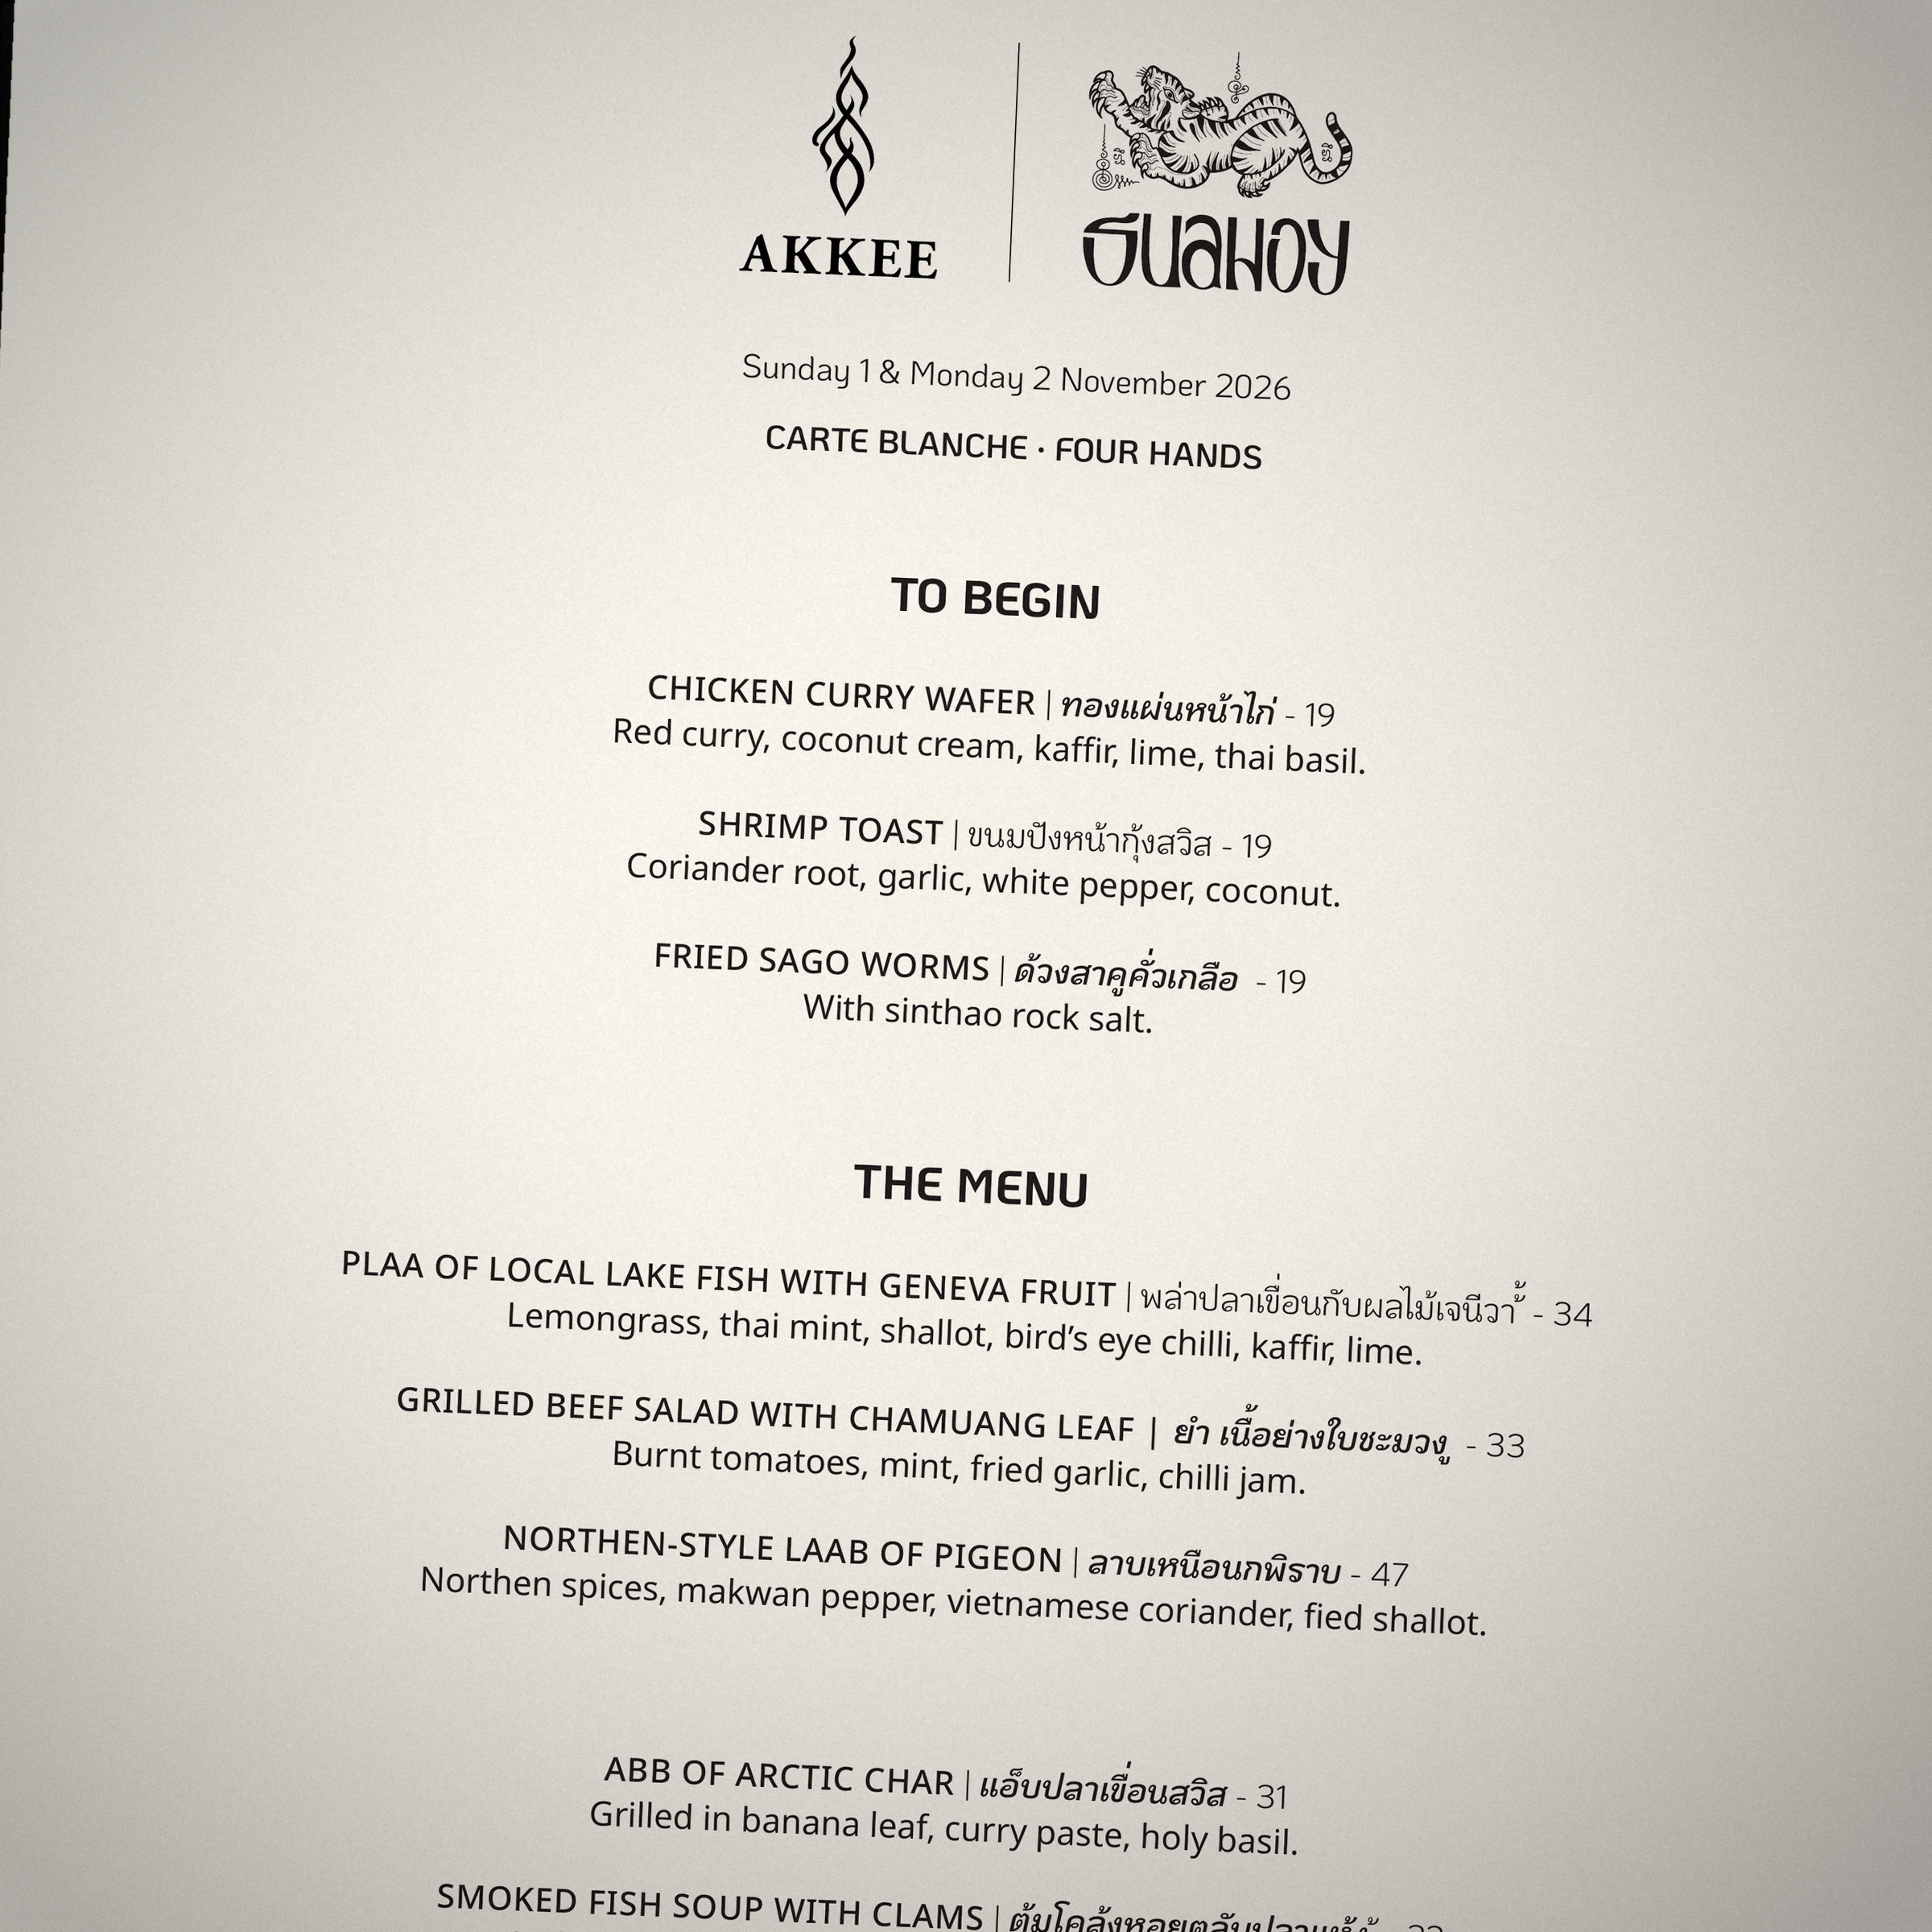 AKKEE
Sunday 1 & Monday 2 November 2026
CARTE BLANCHE · FOUR HANDS
TO BEGIN
CHICKEN CURRY WAFER | ทองแผ่นหน้าไก่ - 19
Red curry, coconut cream, kaffir, lime, thai basil.
SHRIMP TOAST | ขนมปังหน้ากุ้งสวิส - 19
Coriander root, garlic, white pepper, coconut.
FRIED SAGO WORMS | ด้วงสาคูคั่วเกลือ - 19
With sinthao rock salt.
THE MENU
PLAA OF LOCAL LAKE FISH WITH GENEVA FRUIT | พล่าปลาเขื่อนกับผลไม้เจนีวา - 34
Lemongrass, thai mint, shallot, bird’s eye chilli, kaffir, lime.
GRILLED BEEF SALAD WITH CHAMUANG LEAF | ยำ เนื้อย่างใบชะมวงู - 33
Burnt tomatoes, mint, fried garlic, chilli jam.
NORTHEN-STYLE LAAB OF PIGEON | ลาบเหนือนกพิราบ - 47
Northen spices, makwan pepper, vietnamese coriander, fied shallot.
ABB OF ARCTIC CHAR | แอ็บปลาเขื่อนสวิส - 31
Grilled in banana leaf, curry paste, holy basil.
SMOKED FISH SOUP WITH CLAMS |